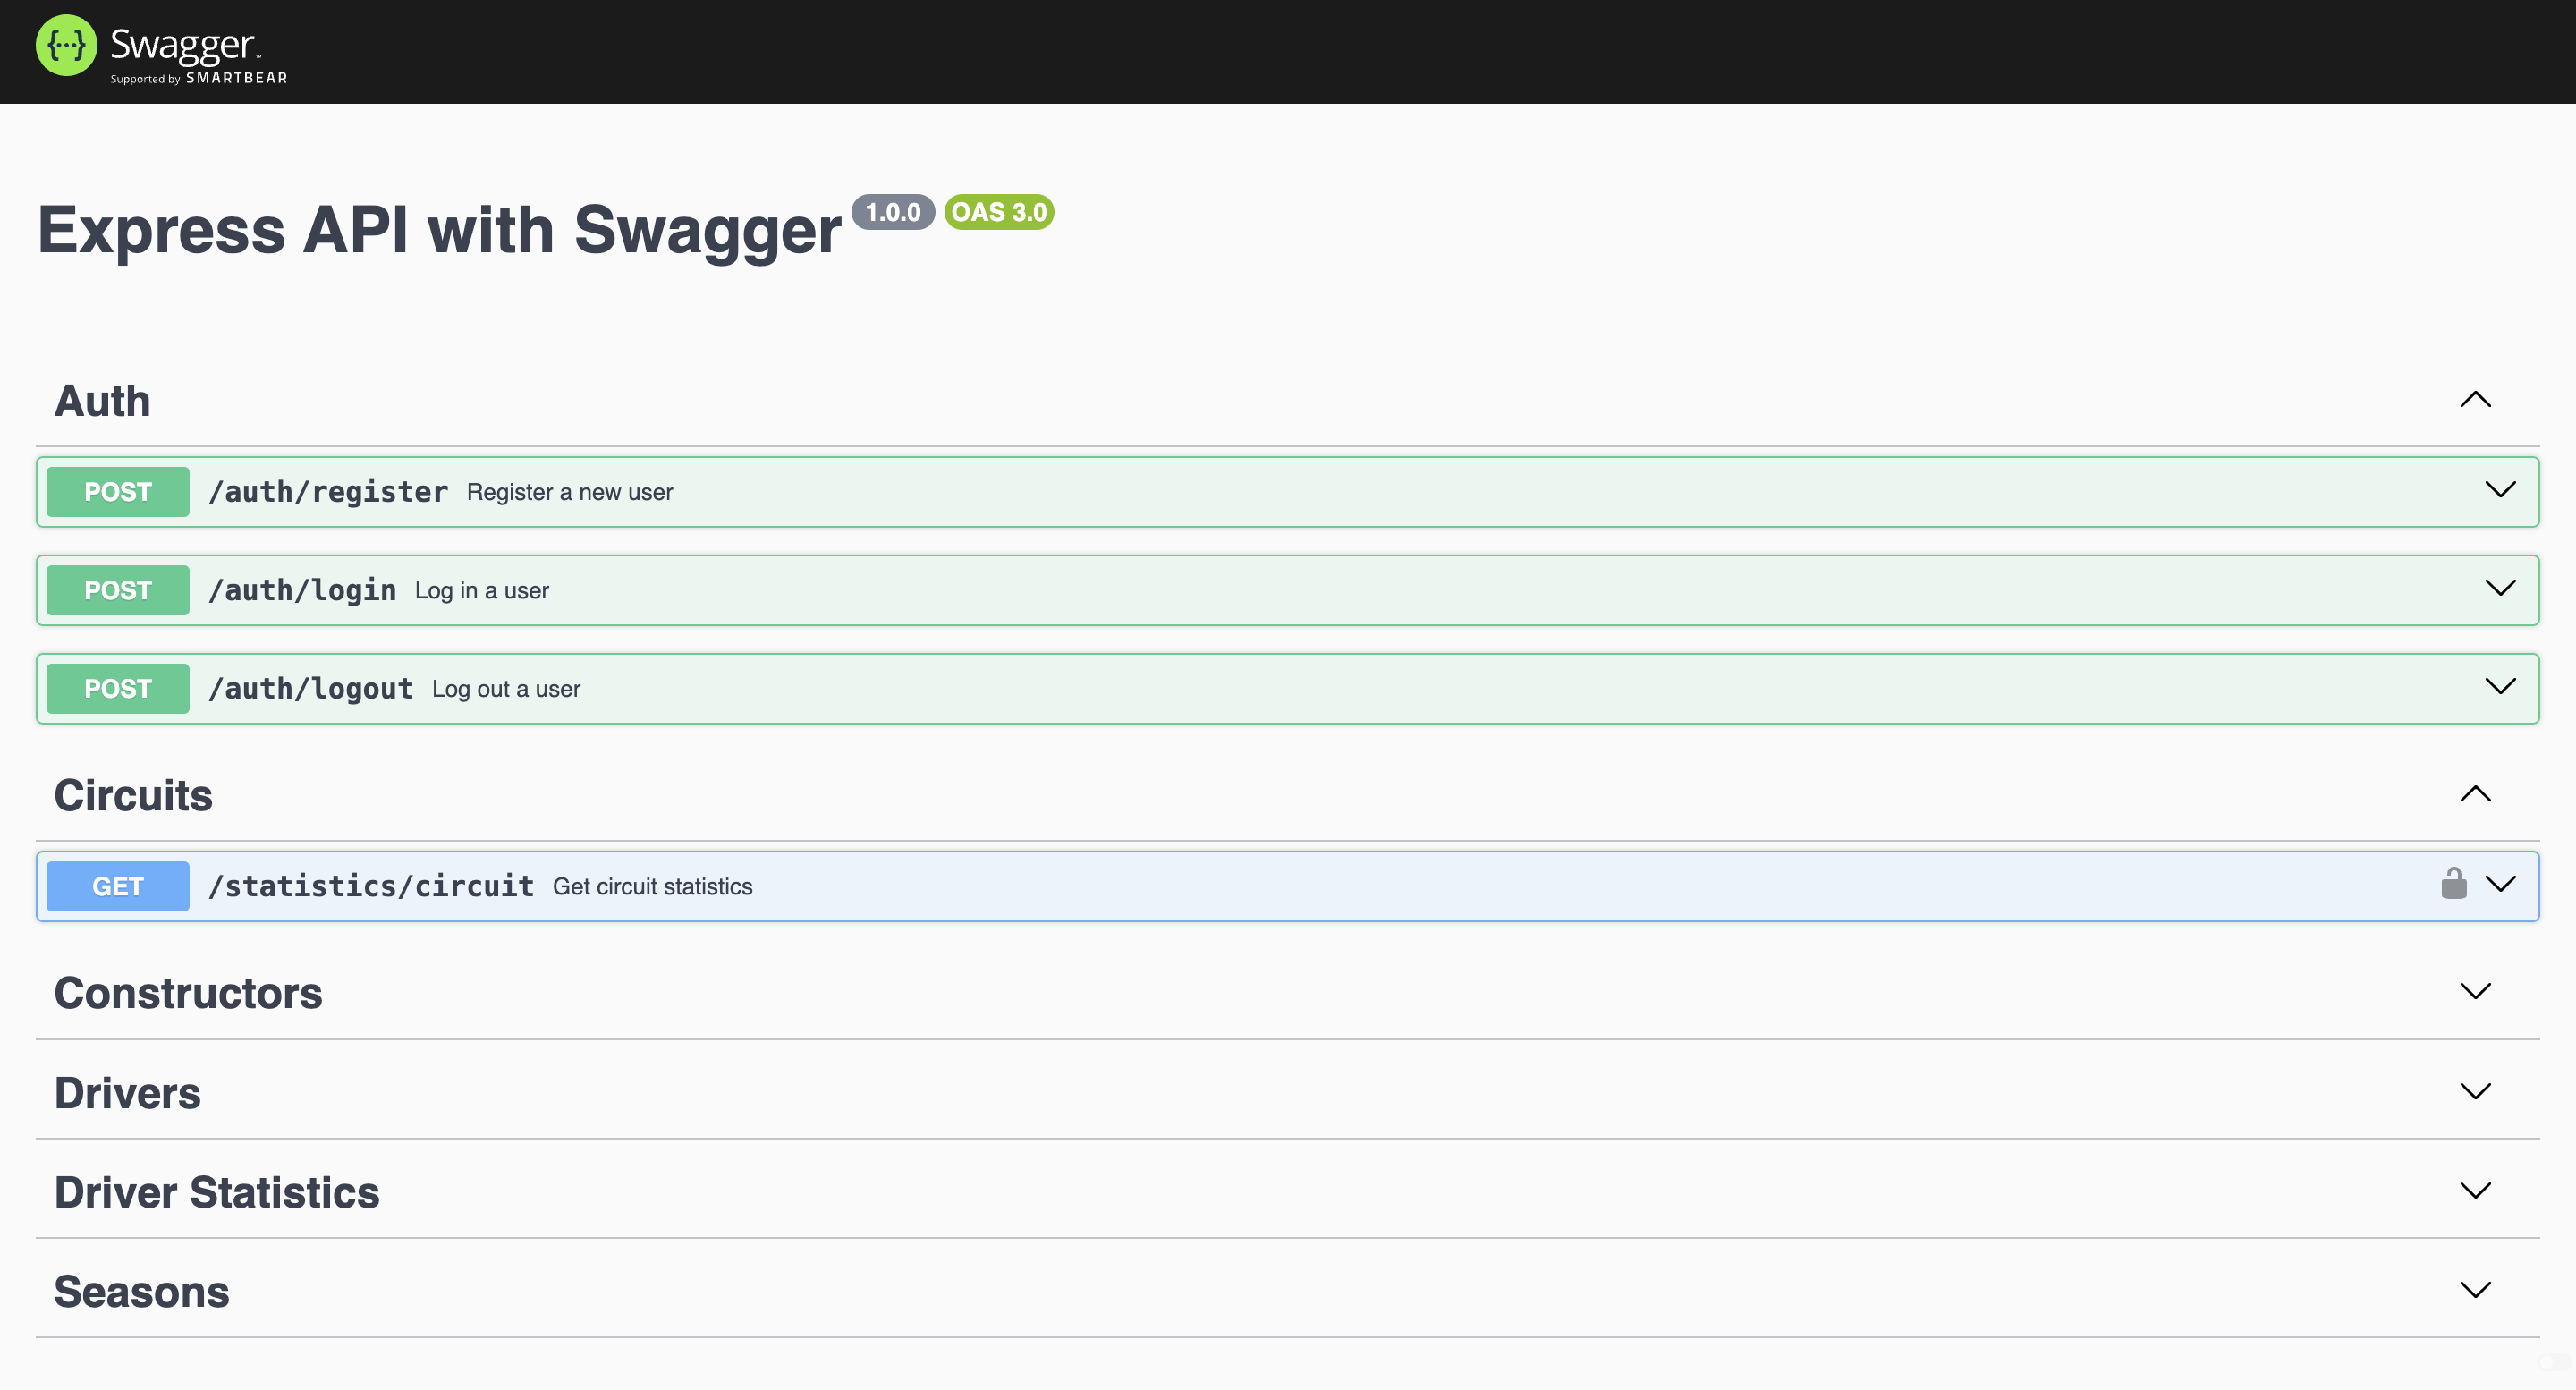 {···} Swagger™
Supported by SMARTBEAR
Express API with Swagger 1.0.0 OAS 3.0
Auth
POST /auth/register Register a new user
POST /auth/login Log in a user
POST /auth/logout Log out a user
Circuits
GET /statistics/circuit Get circuit statistics
Constructors
Drivers
Driver Statistics
Seasons